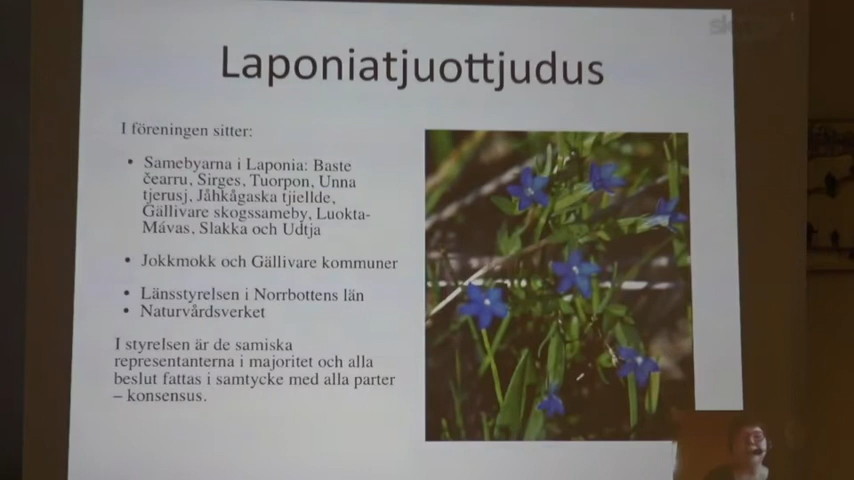 Laponiatjuottjudus
I föreningen sitter:
• Samebyarna i Laponia: Baste
čearru, Sirges, Tuorpon, Unna
tjerusj, Jåhkågaska tjiellde,
Gällivare skogssameby, Luokta-
Mávas, Slakka och Udtja
• Jokkmokk och Gällivare kommuner
• Länsstyrelsen i Norrbottens län
• Naturvårdsverket
I styrelsen är de samiska
representanterna i majoritet och alla
beslut fattas i samtycke med alla parter
– konsensus.